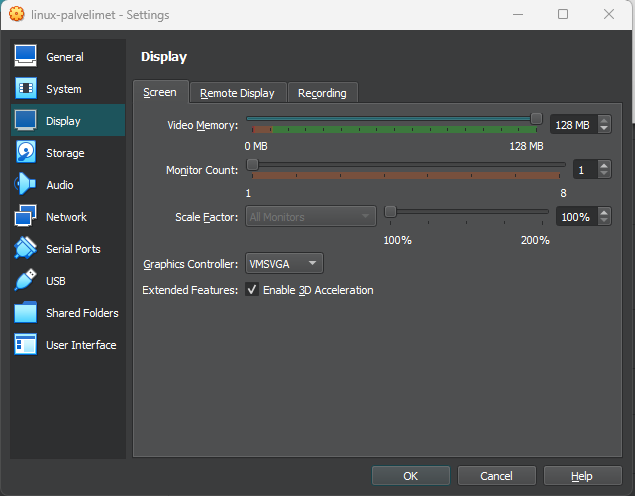 linux-palvelimet - Settings
General
System
Display
Storage
Audio
Network
Serial Ports
USB
Shared Folders
User Interface
Display
Screen
Remote Display
Recording
Video Memory:
128 MB
0 MB
128 MB
Monitor Count:
1
1
8
Scale Factor:
All Monitors
100%
100%
200%
Graphics Controller:
VMSVGA
Extended Features:
Enable 3D Acceleration
OK
Cancel
Help